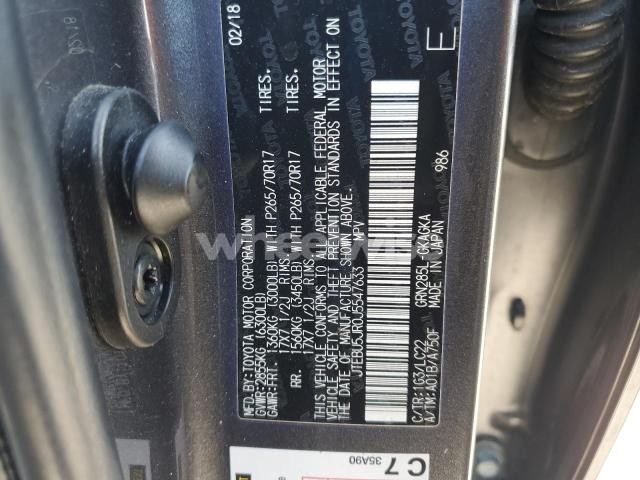 MFD.BY:TOYOTA MOTOR CORPORATION 02/18
GVWR:2855KG (6300LB)
GAWR:FRT. 1360KG (3000LB) WITH P265/70R17 TIRES.
17X7 1/2J RIMS.
RR. 1560KG (3450LB) WITH P265/70R17 TIRES.
17X7 1/2J RIMS.
THIS VEHICLE CONFORMS TO ALL APPLICABLE FEDERAL MOTOR
VEHICLE SAFETY AND THEFT PREVENTION STANDARDS IN EFFECT ON
THE DATE OF MANUFACTURE SHOWN ABOVE.
JTEBU5JR0J5547633 MPV
986
C/TR:1G3/LC22 GRN285L-GKAGKA
A/TM:A01B/A750F MADE IN JAPAN
E
C7
35A90